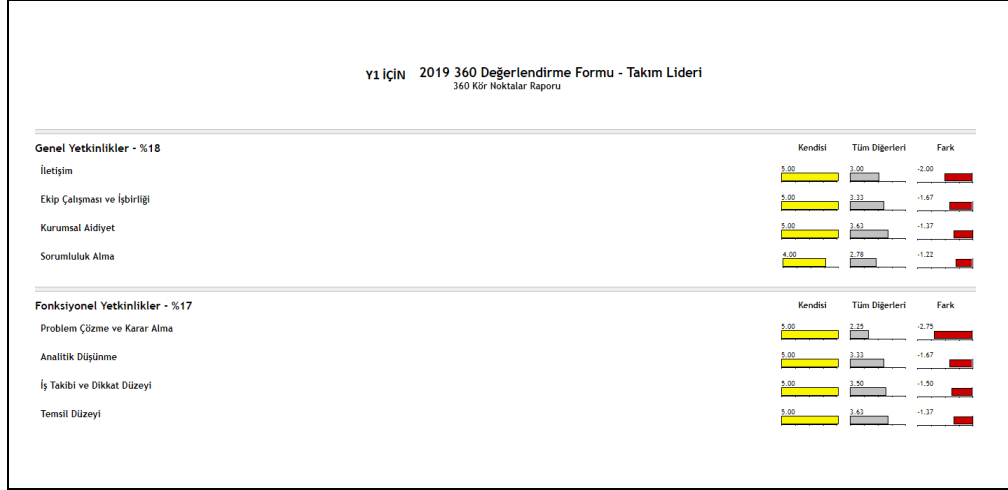 Y1 İÇİN 2019 360 Değerlendirme Formu - Takım Lideri
360 Kör Noktalar Raporu
Genel Yetkinlikler - %18 Kendisi Tüm Diğerleri Fark
İletişim 5.00 3.00 -2.00
Ekip Çalışması ve İşbirliği 5.00 3.33 -1.67
Kurumsal Aidiyet 5.00 3.63 -1.37
Sorumluluk Alma 4.00 2.78 -1.22
Fonksiyonel Yetkinlikler - %17 Kendisi Tüm Diğerleri Fark
Problem Çözme ve Karar Alma 5.00 2.25 -2.75
Analitik Düşünme 5.00 3.33 -1.67
İş Takibi ve Dikkat Düzeyi 5.00 3.50 -1.50
Temsil Düzeyi 5.00 3.63 -1.37